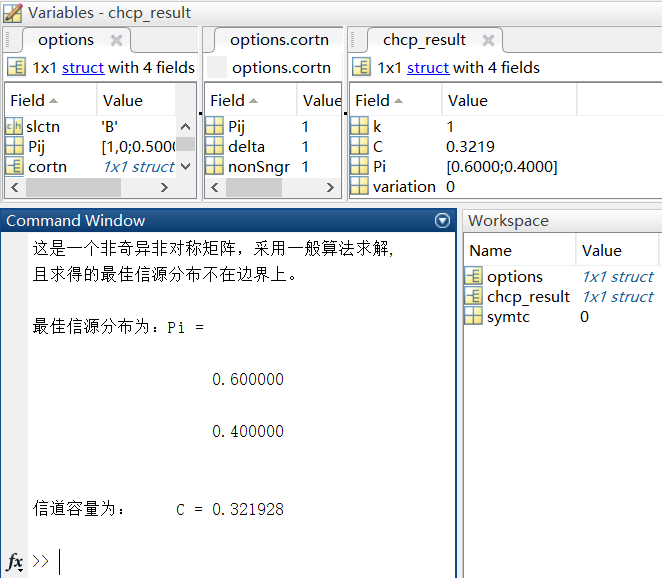 Variables - chcp_result
options
options.cortn
chcp_result
1x1 struct with 4 fields
options.cortn
1x1 struct with 4 fields
Field Value
slctn 'B'
Pij [1,0;0.5000
cortn 1x1 struct
Field Value
Pij 1
delta 1
nonSngr 1
Field Value
k 1
C 0.3219
Pi [0.6000;0.4000]
variation 0
Command Window
这是一个非奇异非对称矩阵，采用一般算法求解,
且求得的最佳信源分布不在边界上。
最佳信源分布为：Pi =
0.600000
0.400000
信道容量为： C = 0.321928
fx >>
Workspace
Name Value
options 1x1 struct
chcp_result 1x1 struct
symtc 0